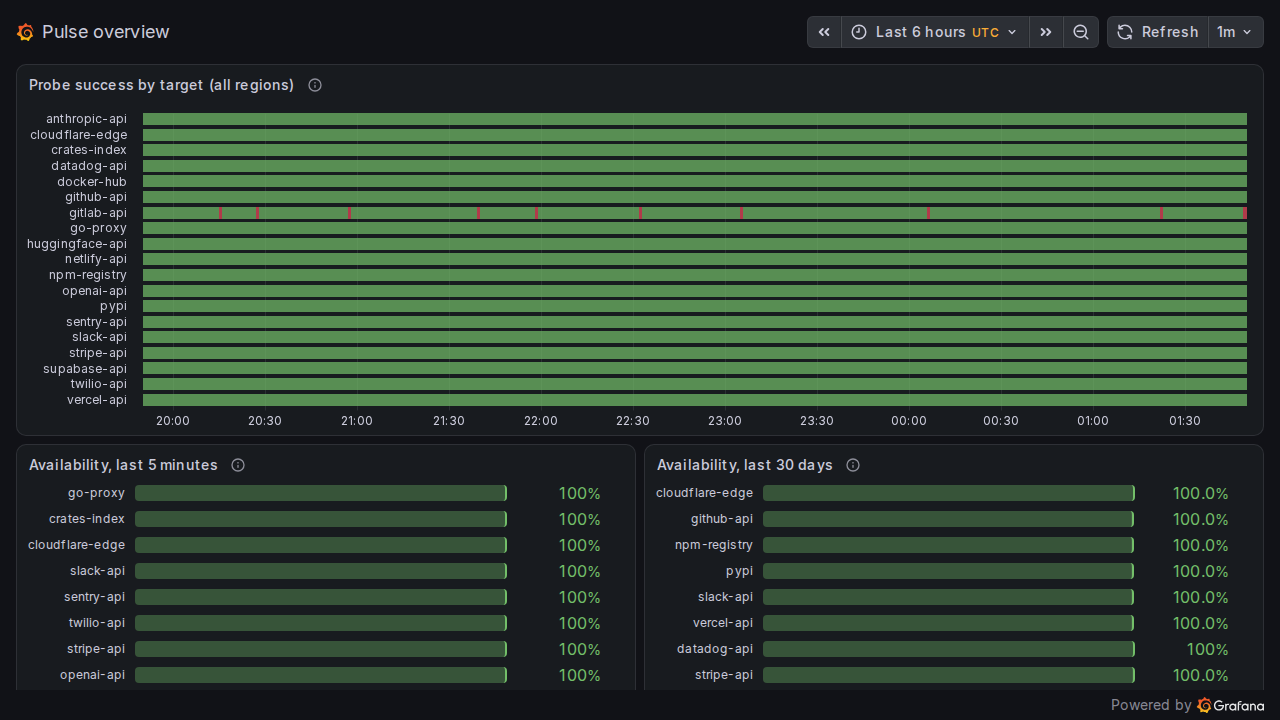 Pulse overview
Last 6 hours UTC
Refresh
1m
Probe success by target (all regions)
anthropic-api
cloudflare-edge
crates-index
datadog-api
docker-hub
github-api
gitlab-api
go-proxy
huggingface-api
netlify-api
npm-registry
openai-api
pypi
sentry-api
slack-api
stripe-api
supabase-api
twilio-api
vercel-api
20:00 20:30 21:00 21:30 22:00 22:30 23:00 23:30 00:00 00:30 01:00 01:30
Availability, last 5 minutes
go-proxy 100%
crates-index 100%
cloudflare-edge 100%
slack-api 100%
sentry-api 100%
twilio-api 100%
stripe-api 100%
openai-api 100%
Availability, last 30 days
cloudflare-edge 100.0%
github-api 100.0%
npm-registry 100.0%
pypi 100.0%
slack-api 100.0%
vercel-api 100.0%
datadog-api 100%
stripe-api 100.0%
Powered by Grafana